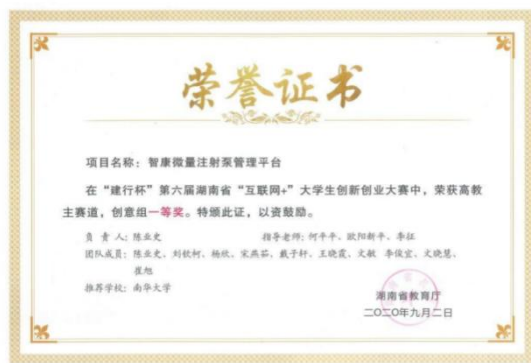 荣誉证书
项目名称：智康微量注射泵管理平台
在“建行杯”第六届湖南省“互联网+”大学生创新创业大赛中，荣获高教
主赛道，创意组一等奖。特颁此证，以资鼓励。
负 责 人：陈业史 指导老师：何平平、欧阳新平、李征
团队成员：陈业史、刘钦柯、杨欣、宋燕茹、戴子轩、王晓霞、文敏 李俊宜、文晓慧、
崔旭
推荐学校：南华大学
湖南省教育厅
二〇二〇年九月二日